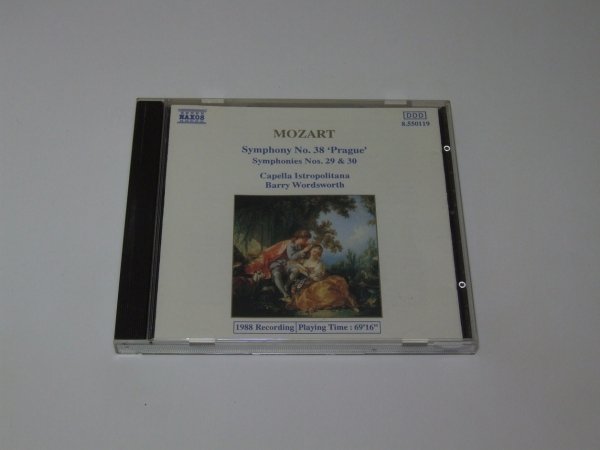 NAXOS
DDD
8.550119
MOZART
Symphony No. 38 ‘Prague’
Symphonies Nos. 29 & 30
Capella Istropolitana
Barry Wordsworth
1988 Recording
Playing Time : 69'16"